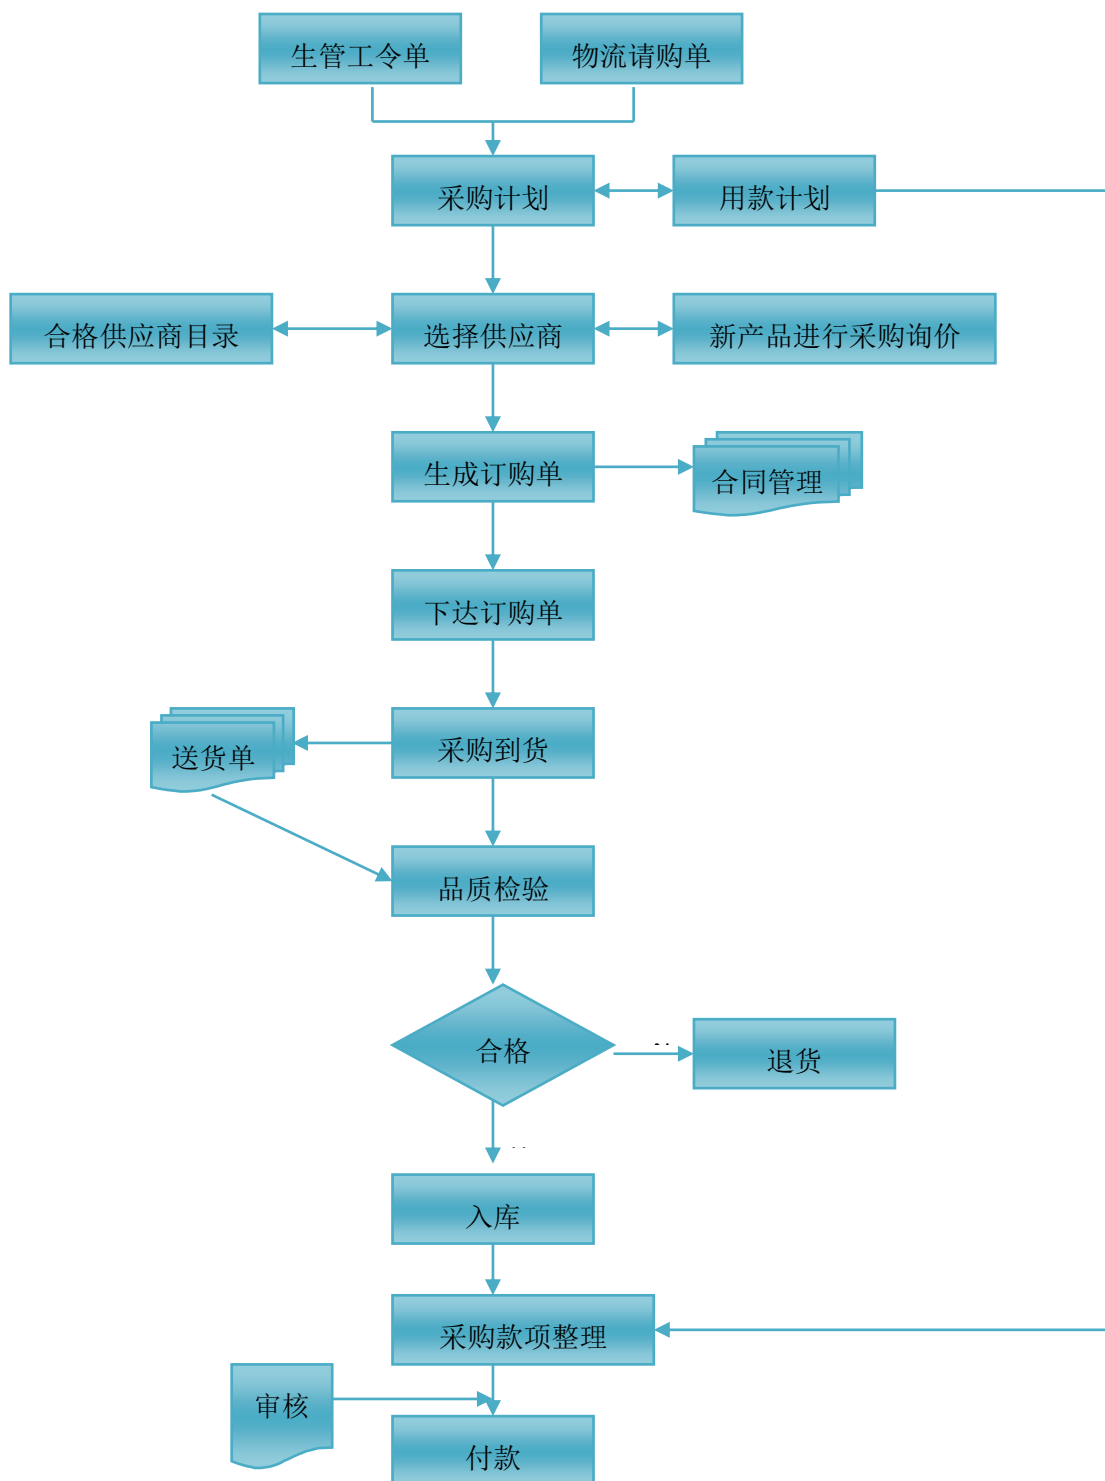 生管工令单
物流请购单
采购计划
用款计划
合格供应商目录
选择供应商
新产品进行采购询价
生成订购单
合同管理
下达订购单
送货单
采购到货
品质检验
合格
退货
入库
采购款项整理
审核
付款